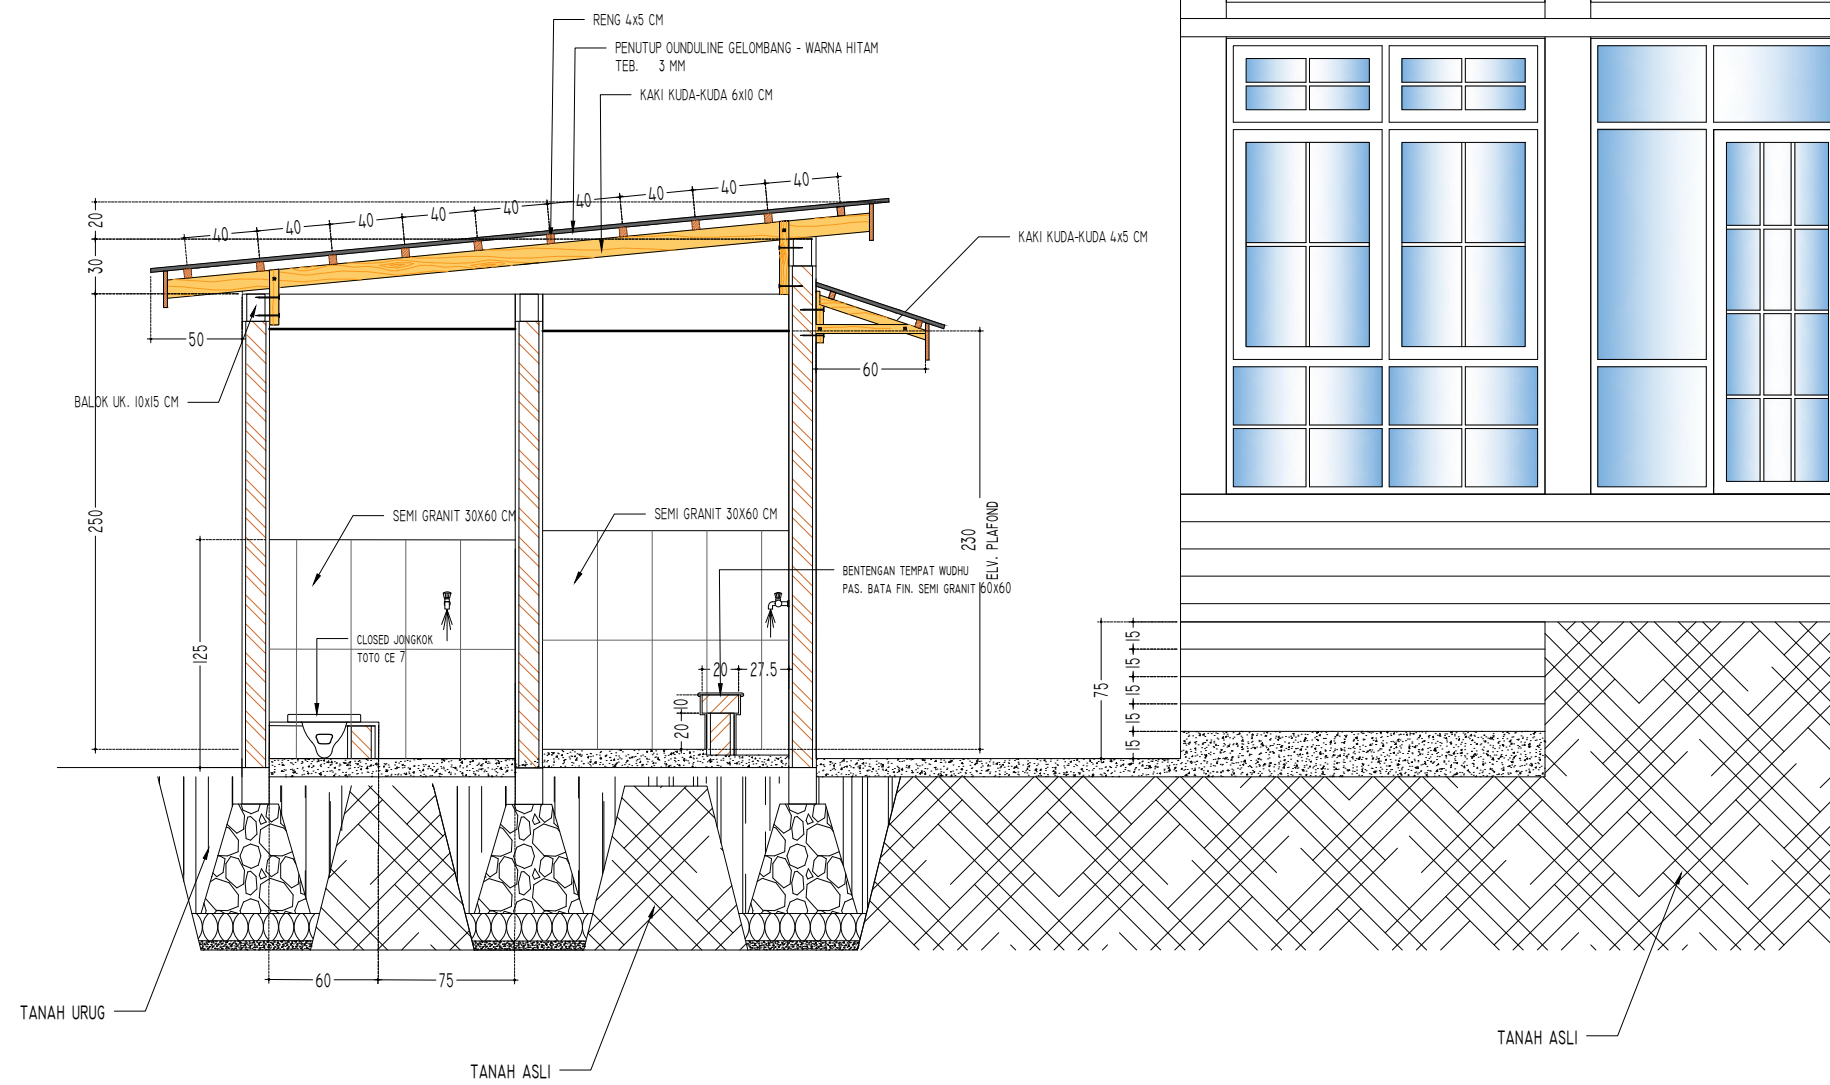 RENG 4x5 CM
PENUTUP OUNDULINE GELOMBANG - WARNA HITAM
TEB. 3 MM
KAKI KUDA-KUDA 6x10 CM
40
40
40
40
40
40
40
40
40
20
30
KAKI KUDA-KUDA 4x5 CM
50
60
BALOK UK. 10x15 CM
250
SEMI GRANIT 30X60 CM
SEMI GRANIT 30X60 CM
230
ELV. PLAFOND
BENTENGAN TEMPAT WUDHU
PAS. BATA FIN. SEMI GRANIT 60x60
125
CLOSED JONGKOK
TOTO CE 7
20
27.5
10
20
75
15
15
15
15
15
60
75
TANAH URUG
TANAH ASLI
TANAH ASLI